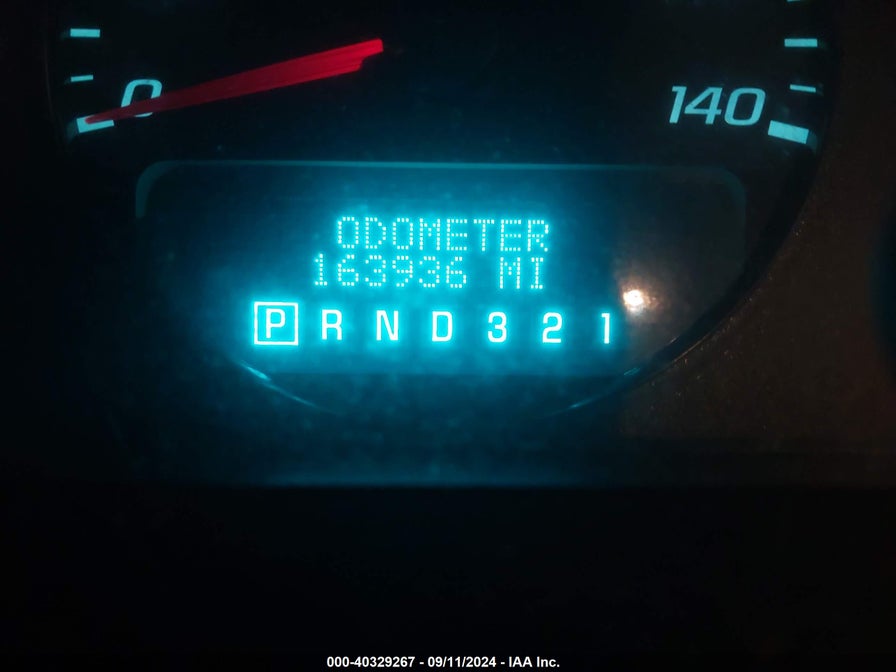 0 140
ODOMETER
163936 MI
P R N D 3 2 1
000-40329267 - 09/11/2024 - IAA Inc.